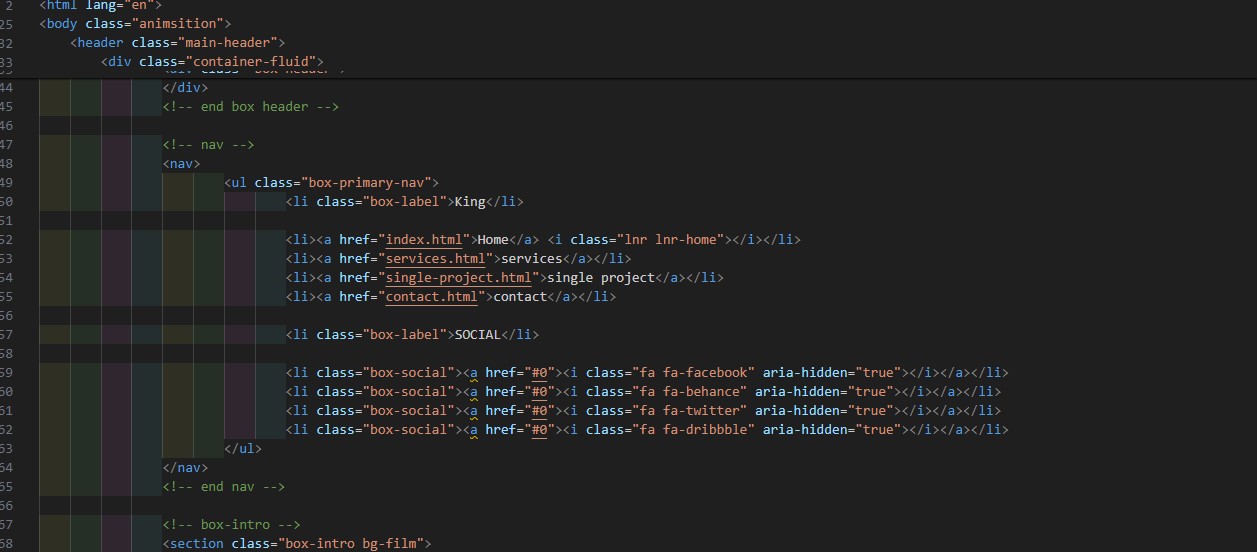 2 <html lang="en">
25 <body class="animsition">
32 <header class="main-header">
33 <div class="container-fluid">
44 </div>
45 <!-- end box header -->
46
47 <!-- nav -->
48 <nav>
49 <ul class="box-primary-nav">
50 <li class="box-label">King</li>
51
52 <li><a href="index.html">Home</a> <i class="lnr lnr-home"></i></li>
53 <li><a href="services.html">services</a></li>
54 <li><a href="single-project.html">single project</a></li>
55 <li><a href="contact.html">contact</a></li>
56
57 <li class="box-label">SOCIAL</li>
58
59 <li class="box-social"><a href="#0"><i class="fa fa-facebook" aria-hidden="true"></i></a></li>
60 <li class="box-social"><a href="#0"><i class="fa fa-behance" aria-hidden="true"></i></a></li>
61 <li class="box-social"><a href="#0"><i class="fa fa-twitter" aria-hidden="true"></i></a></li>
62 <li class="box-social"><a href="#0"><i class="fa fa-dribbble" aria-hidden="true"></i></a></li>
63 </ul>
64 </nav>
65 <!-- end nav -->
66
67 <!-- box-intro -->
68 <section class="box-intro bg-film">